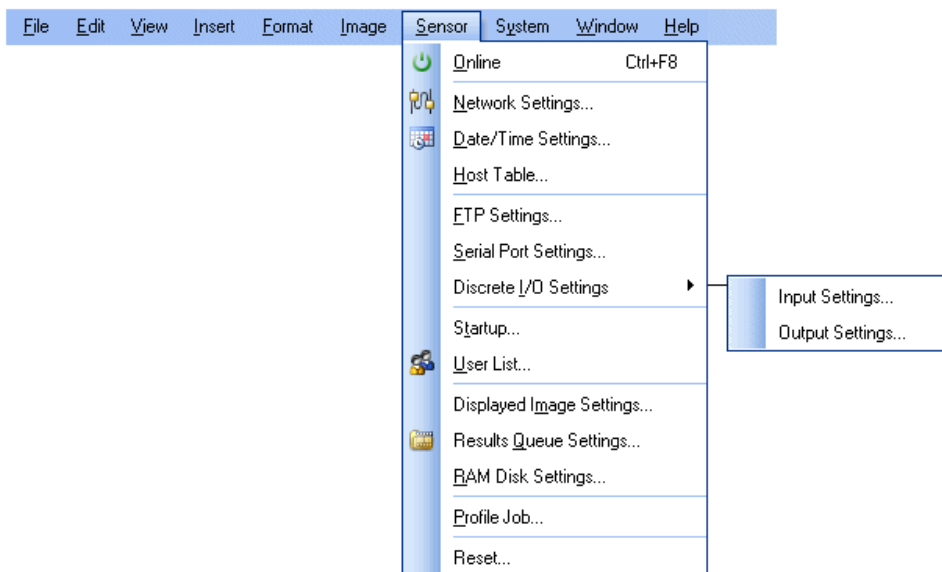 File Edit View Insert Format Image Sensor System Window Help
Online Ctrl+F8
Network Settings...
Date/Time Settings...
Host Table...
FTP Settings...
Serial Port Settings...
Discrete I/O Settings
Input Settings...
Output Settings...
Startup...
User List...
Displayed Image Settings...
Results Queue Settings...
RAM Disk Settings...
Profile Job...
Reset...